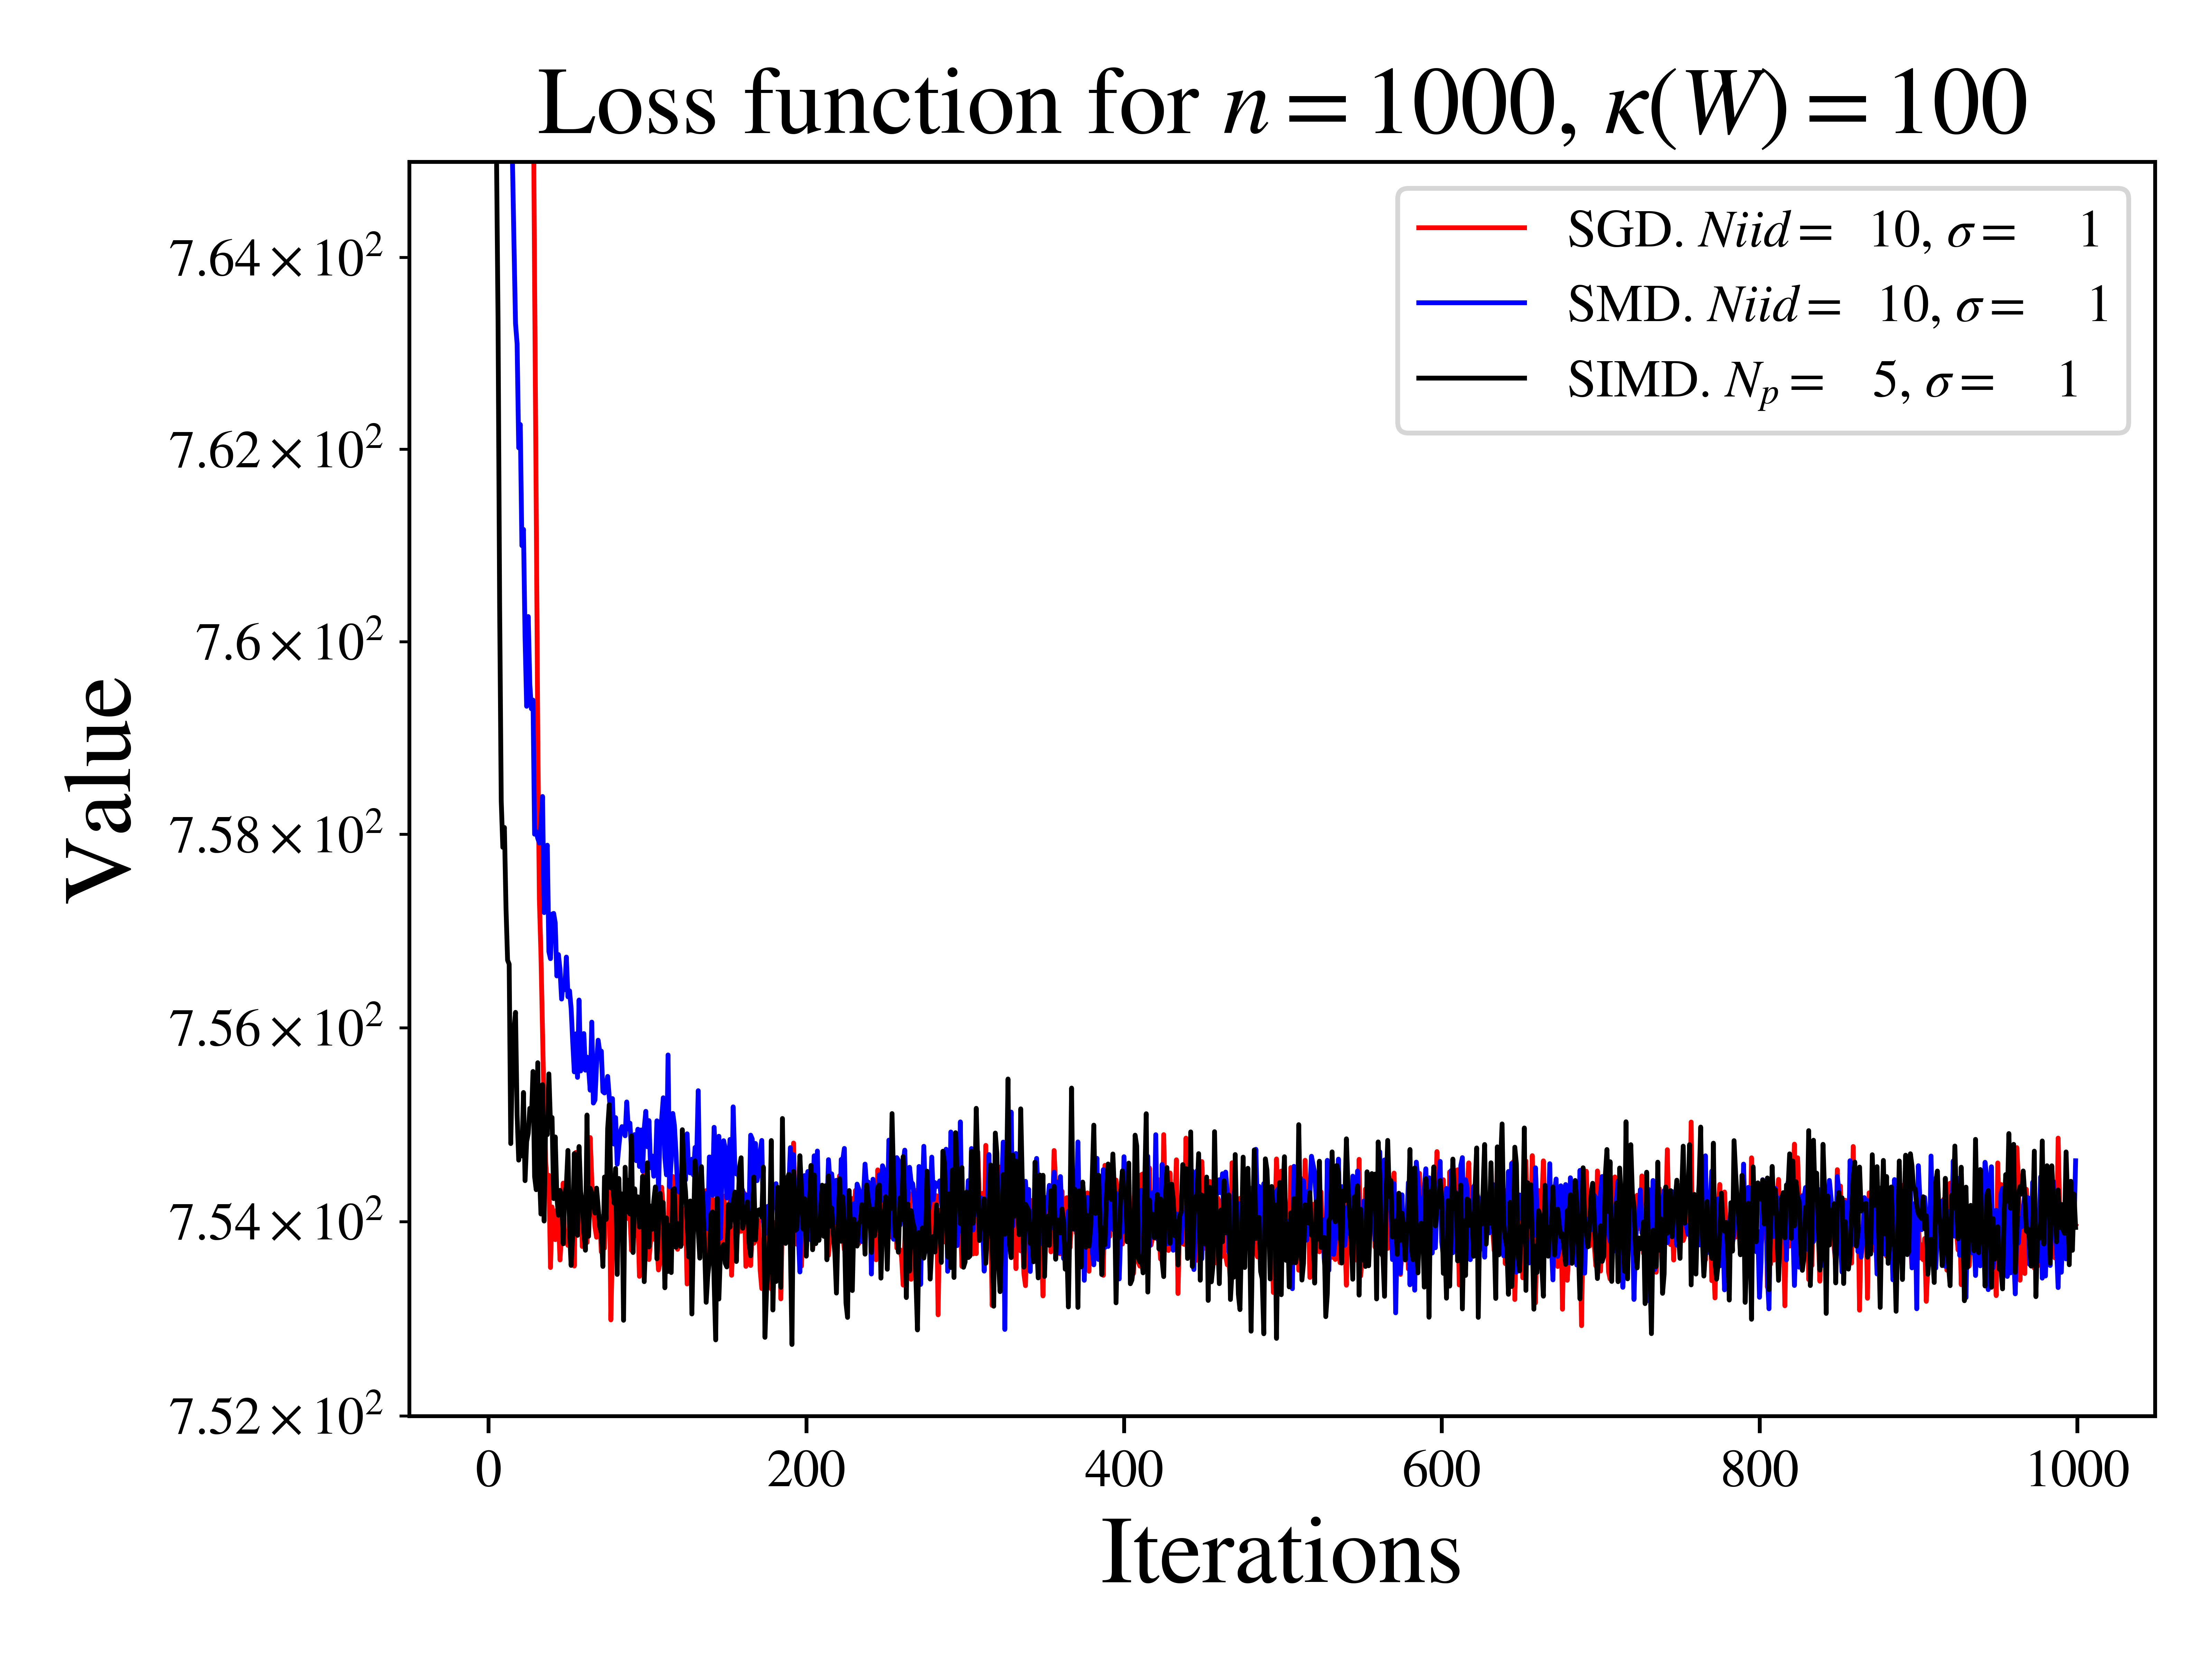 Loss function for n = 1000, κ(W) = 100
SGD. Niid = 10, σ = 1
SMD. Niid = 10, σ = 1
SIMD. Nₚ = 5, σ = 1
7.64×10²
7.62×10²
7.6×10²
7.58×10²
7.56×10²
7.54×10²
7.52×10²
Value
0 200 400 600 800 1000
Iterations